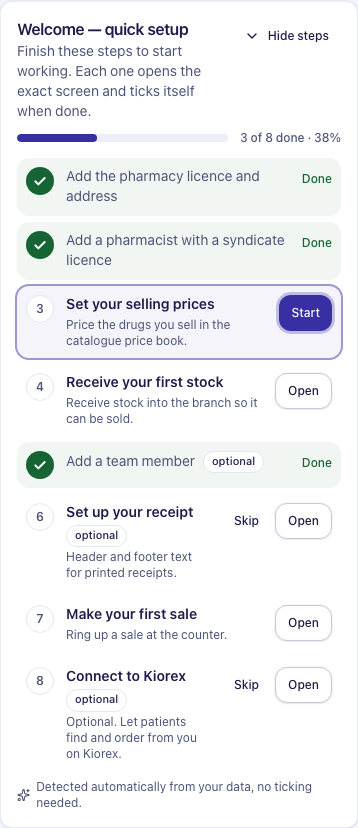 Welcome — quick setup
Hide steps
Finish these steps to start
working. Each one opens the
exact screen and ticks itself
when done.
3 of 8 done · 38%
Add the pharmacy licence and
address
Done
Add a pharmacist with a syndicate
licence
Done
3
Set your selling prices
Price the drugs you sell in the
catalogue price book.
Start
4
Receive your first stock
Receive stock into the branch so it
can be sold.
Open
Add a team member optional
Done
6
Set up your receipt
optional
Header and footer text
for printed receipts.
Skip
Open
7
Make your first sale
Ring up a sale at the counter.
Open
8
Connect to Kiorex
optional
Optional. Let patients
find and order from you
on Kiorex.
Skip
Open
Detected automatically from your data, no ticking
needed.